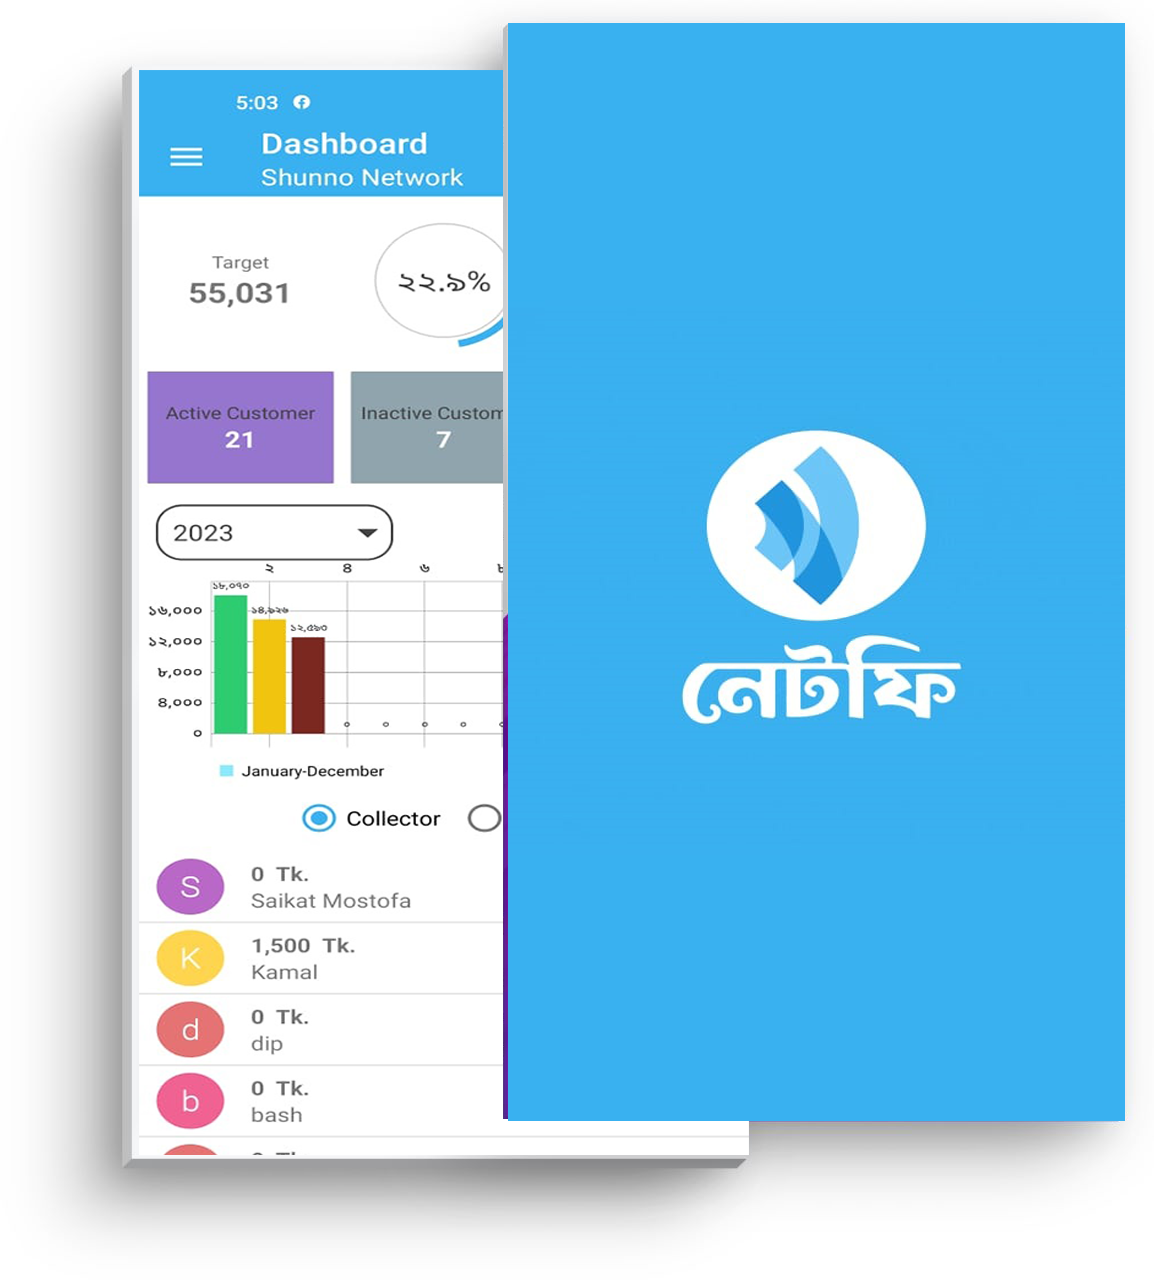 5:03
Dashboard
Shunno Network
Target
55,031
২২.৯%
Active Customer
21
Inactive Custom
7
2023
২ ৪ ৬ ৮
১৮,০৭০
১৬,০০০
১৪,৯২৬
১২,৫৯৩
১২,০০০
৮,০০০
৪,০০০
০ ০ ০ ০ ০ ০
January-December
Collector
S
0 Tk.
Saikat Mostofa
K
1,500 Tk.
Kamal
d
0 Tk.
dip
b
0 Tk.
bash
নেটফি